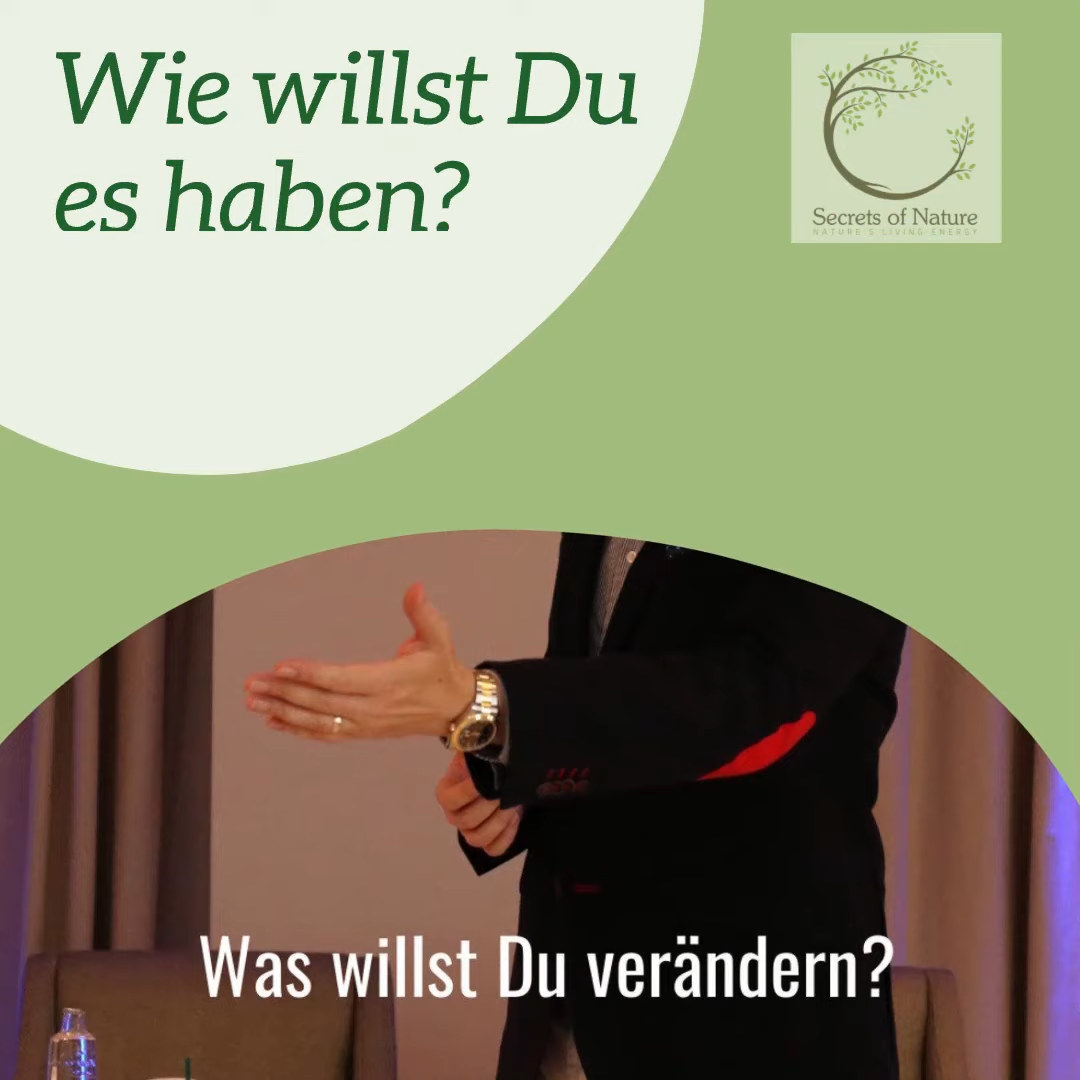 Wie willst Du
es haben?
Secrets of Nature
NATURE'S LIVING ENERGY
Was willst Du verändern?